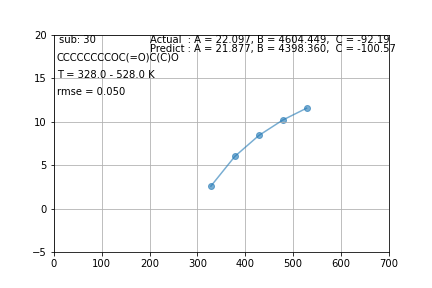 sub: 30
Actual : A = 22.097, B = 4604.449, C = -92.19
Predict : A = 21.877, B = 4398.360, C = -100.57
CCCCCCCCOC(=O)C(C)O
T = 328.0 - 528.0 K
rmse = 0.050
20
15
10
5
0
−5
0 100 200 300 400 500 600 700